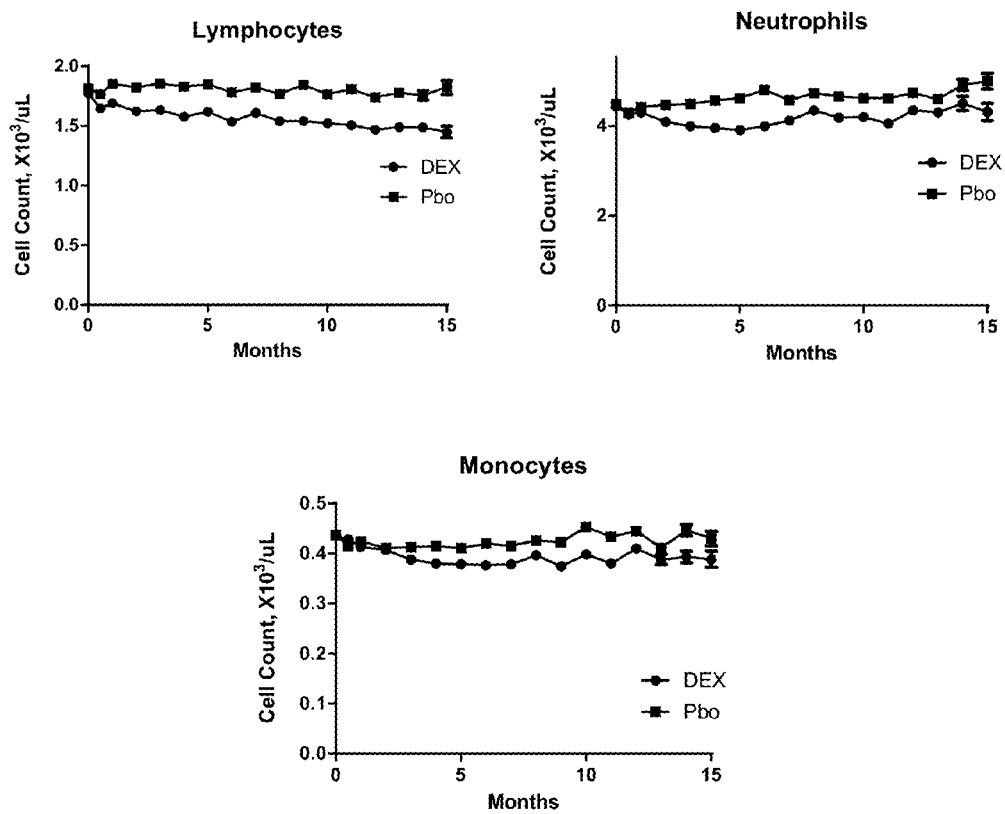 Lymphocytes
Cell Count, X10³/uL
2.0
1.5
1.0
0.5
0.0
0 5 10 15
Months
DEX
Pbo
Neutrophils
Cell Count, X10³/uL
4
4
0
0 5 10 15
Months
DEX
Pbo
Monocytes
Cell Count, X10³/uL
0.5
0.4
0.3
0.2
0.1
0.0
0 5 10 15
Months
DEX
Pbo